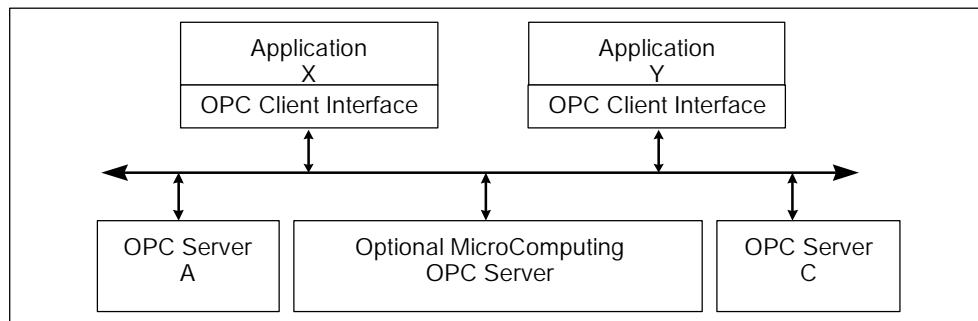 Application
X
OPC Client Interface
Application
Y
OPC Client Interface
OPC Server
A
Optional MicroComputing
OPC Server
OPC Server
C